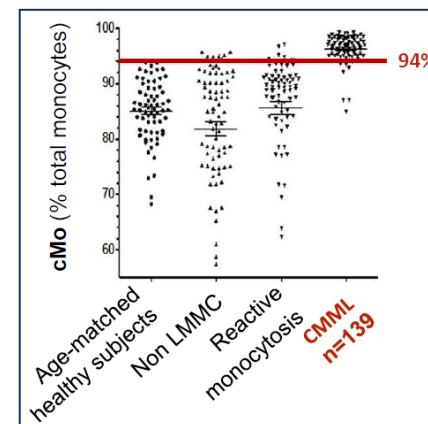 cMo (% total monocytes)
100
90
80
70
60
94%
Age-matched
healthy subjects
Non LMMC
Reactive
monocytosis
CMML
n=139